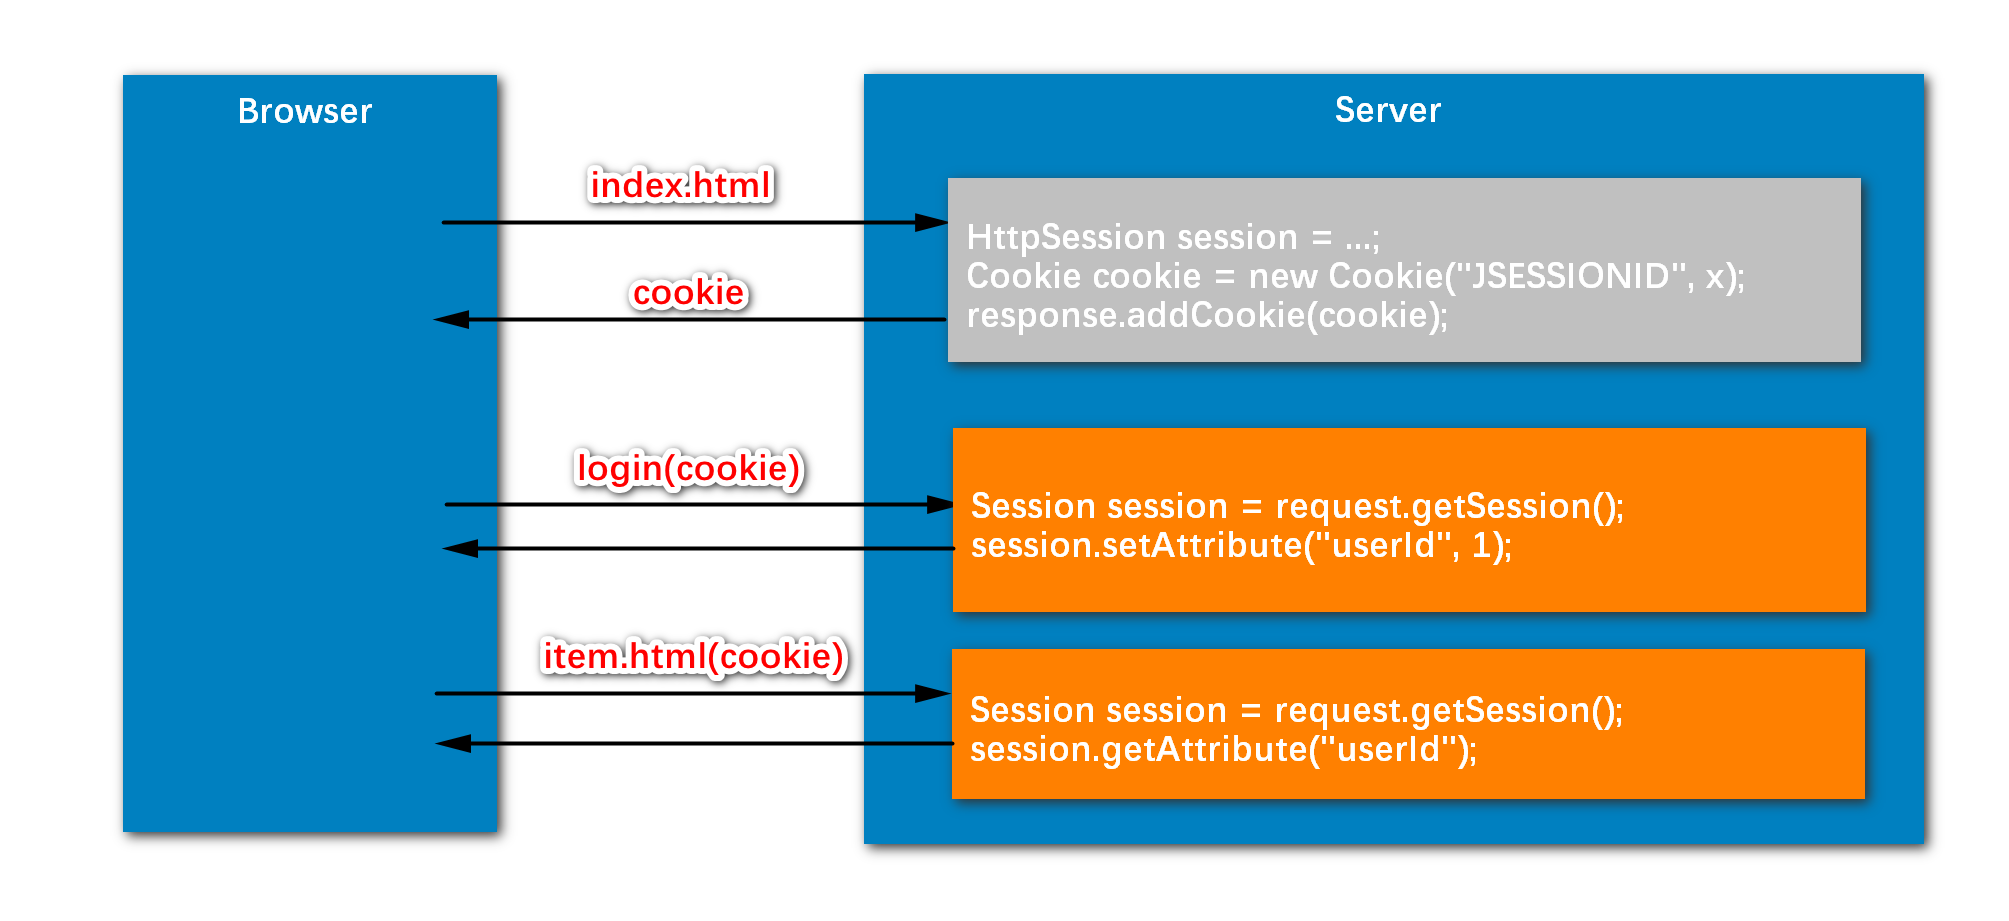 Browser
Server
index.html
HttpSession session = ...;
Cookie cookie = new Cookie("JSESSIONID", x);
response.addCookie(cookie);
cookie
login(cookie)
Session session = request.getSession();
session.setAttribute("userId", 1);
item.html(cookie)
Session session = request.getSession();
session.getAttribute("userId");